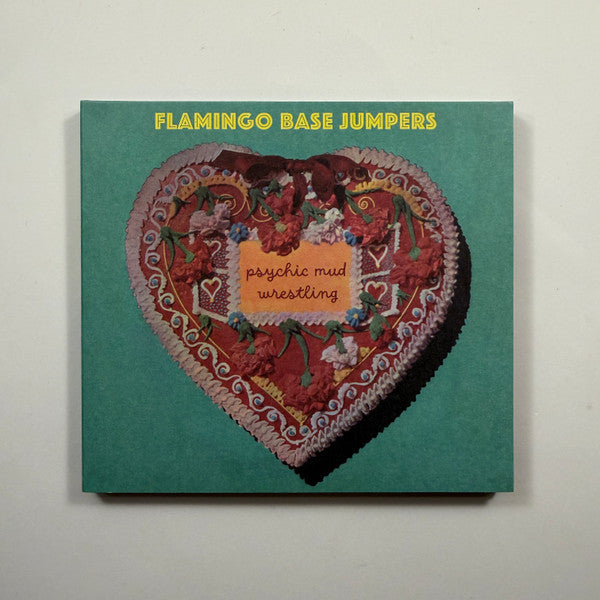 FLAMINGO BASE JUMPERS
psychic mud
wrestling